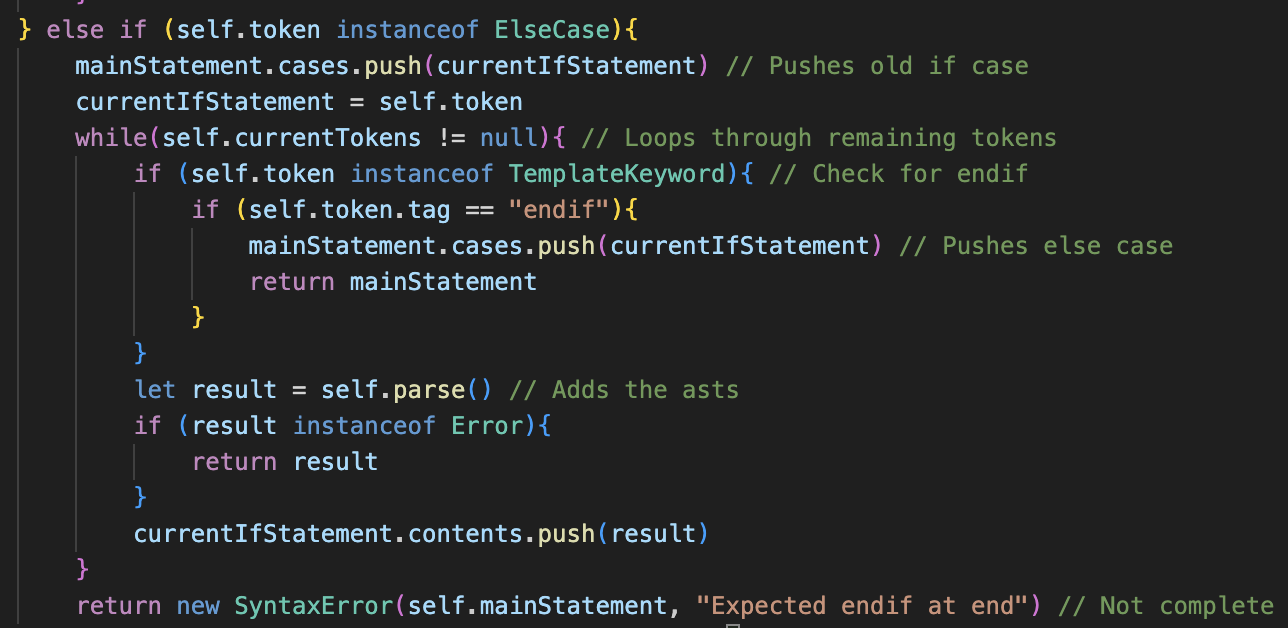 } else if (self.token instanceof ElseCase){
mainStatement.cases.push(currentIfStatement) // Pushes old if case
currentIfStatement = self.token
while(self.currentTokens != null){ // Loops through remaining tokens
if (self.token instanceof TemplateKeyword){ // Check for endif
if (self.token.tag == "endif"){
mainStatement.cases.push(currentIfStatement) // Pushes else case
return mainStatement
}
}
let result = self.parse() // Adds the asts
if (result instanceof Error){
return result
}
currentIfStatement.contents.push(result)
}
return new SyntaxError(self.mainStatement, "Expected endif at end") // Not complete